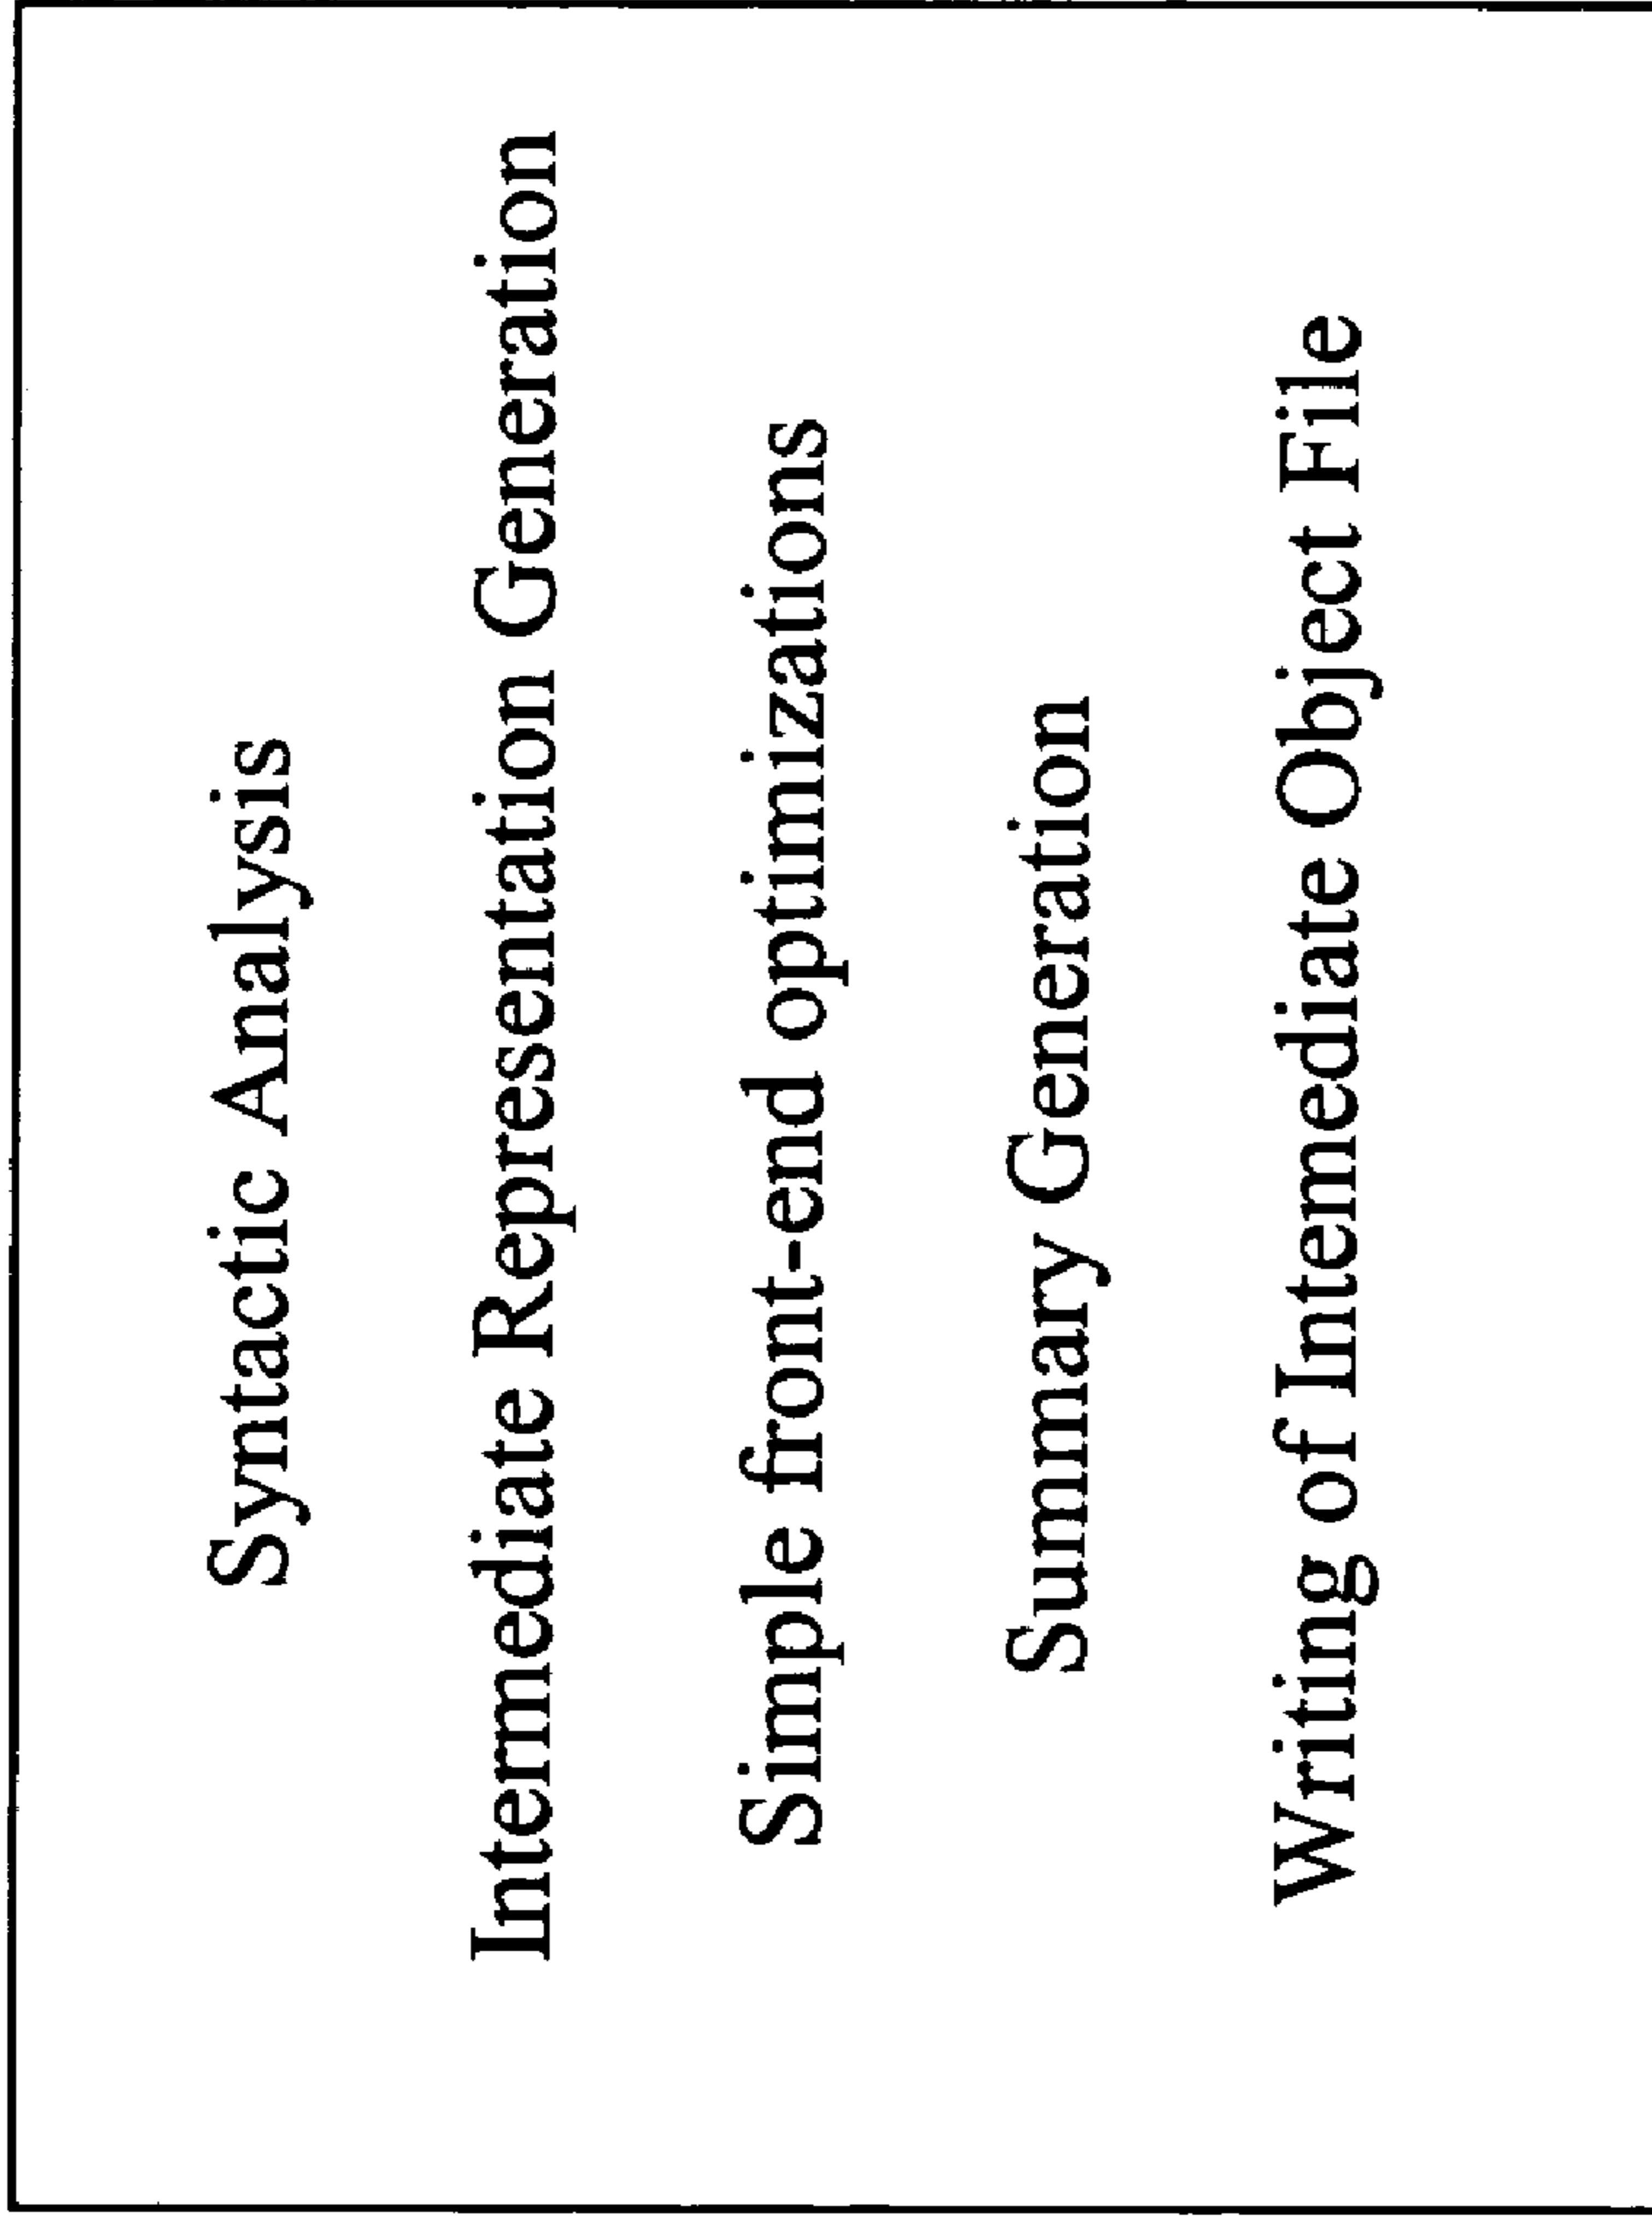 Syntactic Analysis
Intermediate Representation Generation
Simple front-end optimizations
Summary Generation
Writing of Intemediate Object File